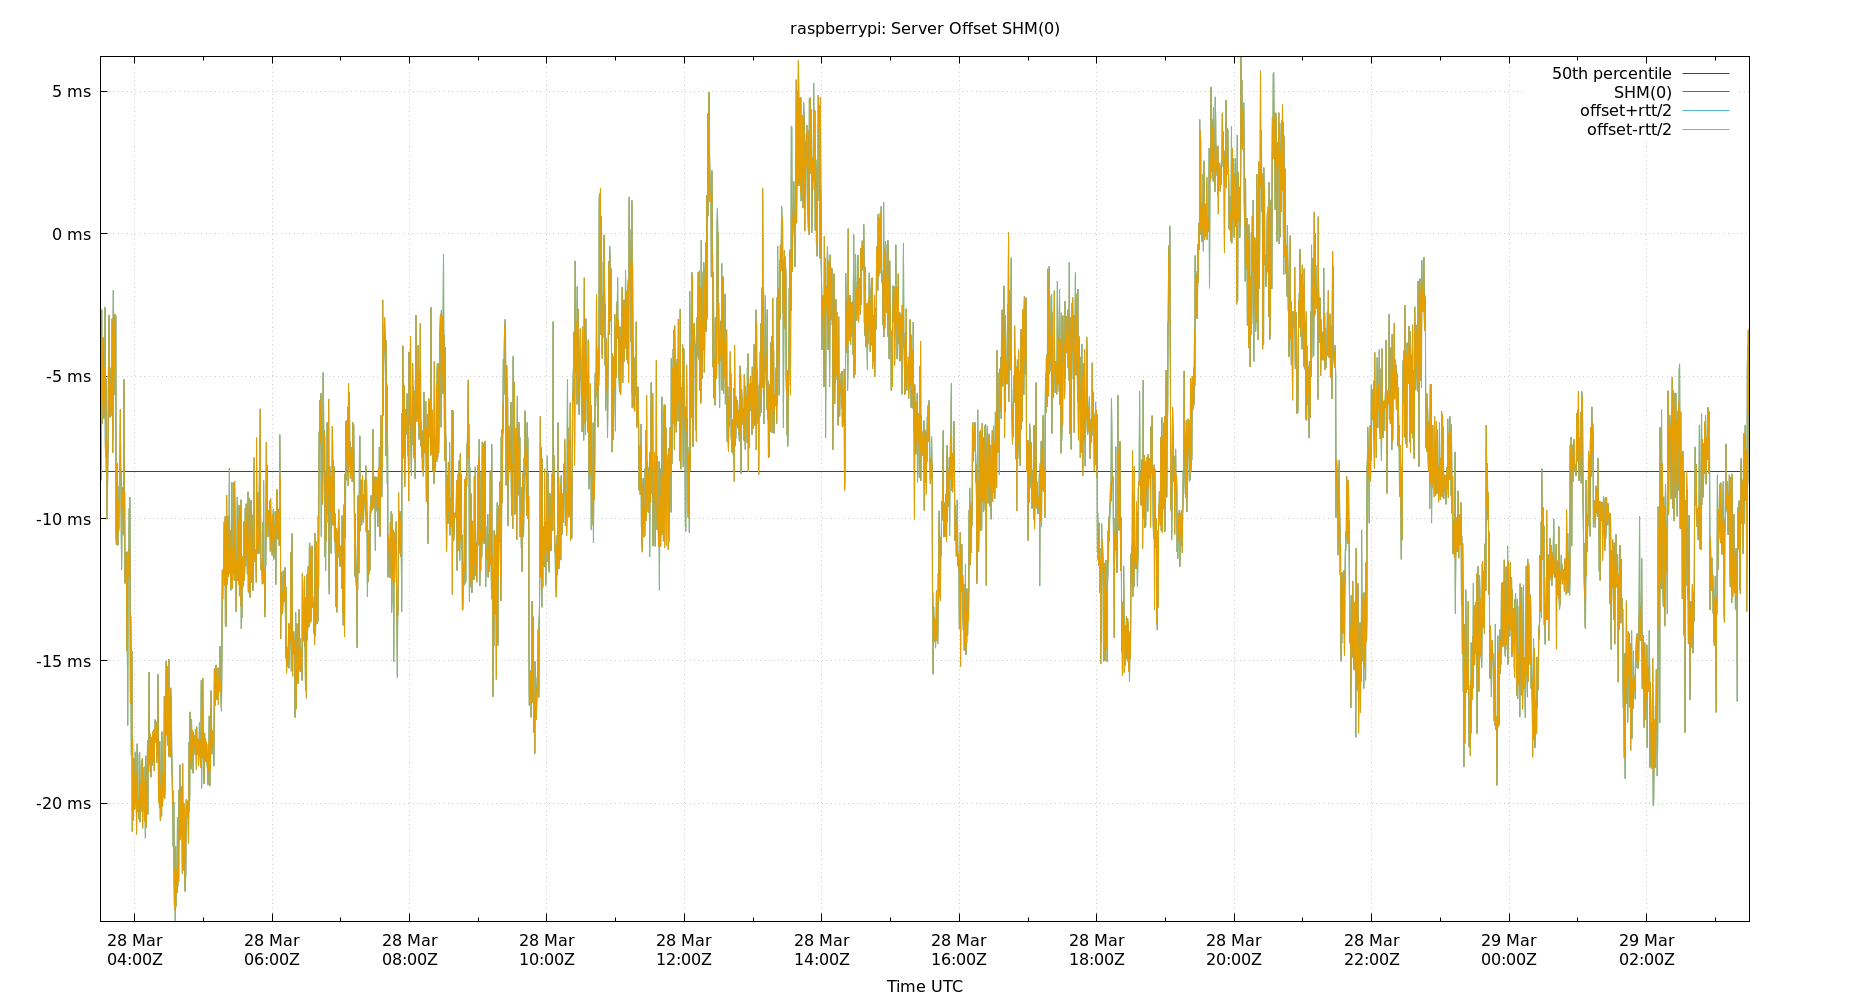 raspberrypi: Server Offset SHM(0)
50th percentile
SHM(0)
offset+rtt/2
offset-rtt/2
5 ms
0 ms
-5 ms
-10 ms
-15 ms
-20 ms
28 Mar 28 Mar 28 Mar 28 Mar 28 Mar 28 Mar 28 Mar 28 Mar 28 Mar 28 Mar 29 Mar 29 Mar
04:00Z 06:00Z 08:00Z 10:00Z 12:00Z 14:00Z 16:00Z 18:00Z 20:00Z 22:00Z 00:00Z 02:00Z
Time UTC